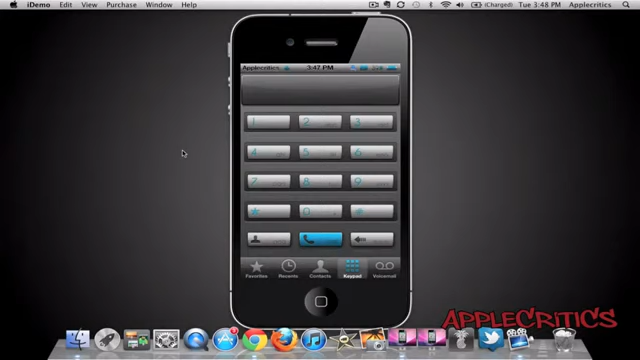 iDemo Edit View Purchase Window Help
(Charged) Tue 3:48 PM Applecritics
Applecritics 3:47 PM
1 2 3
4 5 6
7 8 9
* 0 #
Favorites Recents Contacts Keypad Voicemail
APPLECRITICS